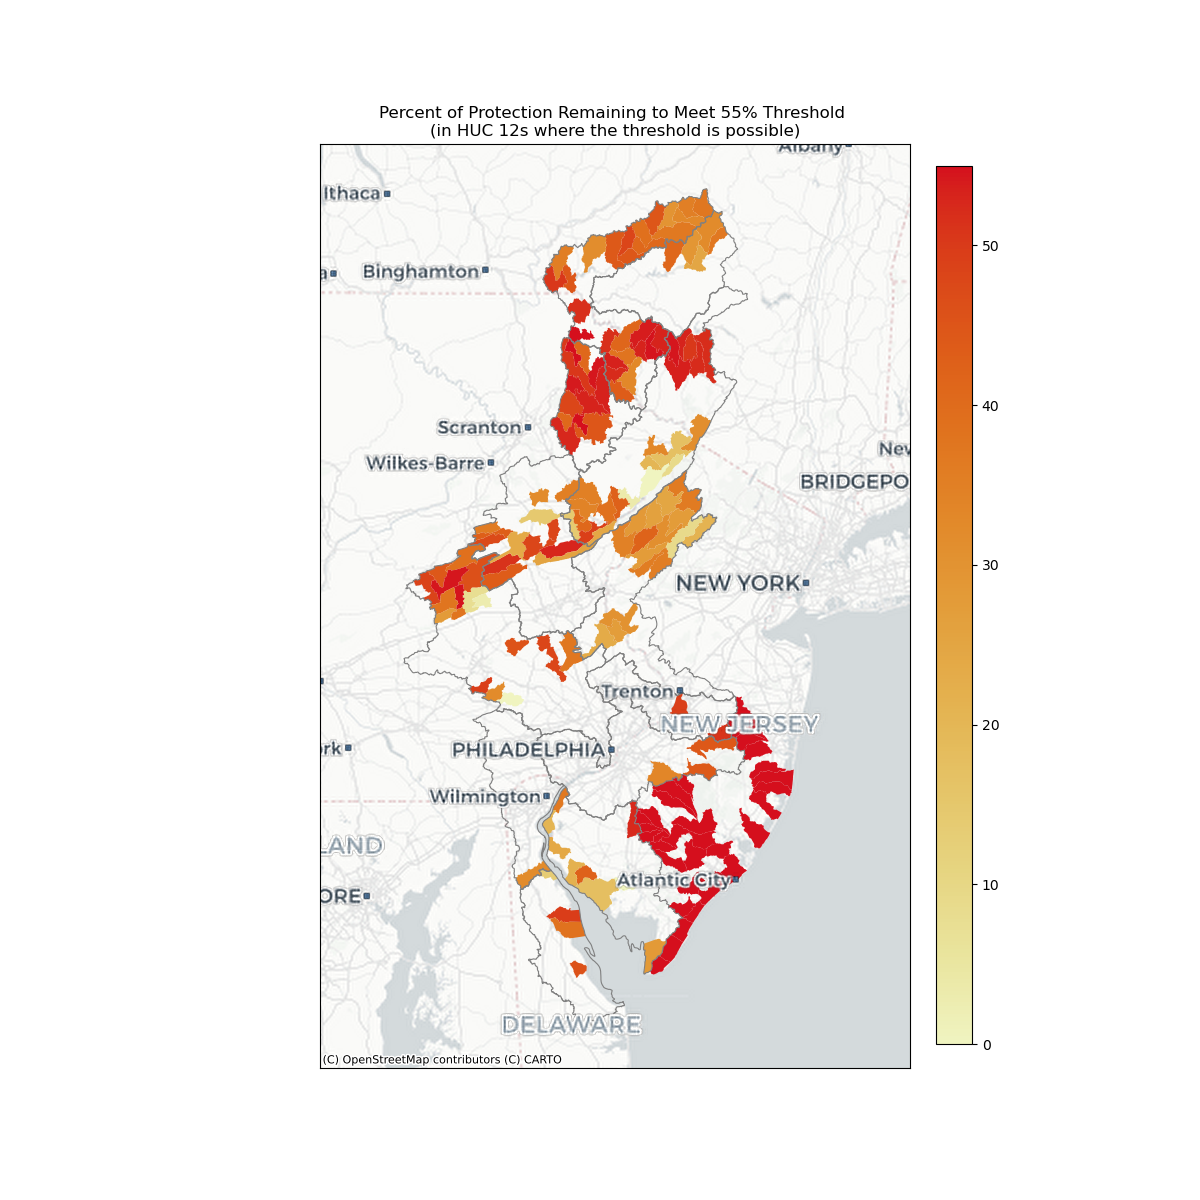 Percent of Protection Remaining to Meet 55% Threshold
(in HUC 12s where the threshold is possible)
Albany
Ithaca
a
Binghamton
50
40
Scranton
New
Wilkes-Barre
BRIDGEPO
30
NEW YORK
Trenton
20
NEW JERSEY
rk
PHILADELPHIA
Wilmington
LAND
10
Atlantic City
ORE
DELAWARE
0
(C) OpenStreetMap contributors (C) CARTO